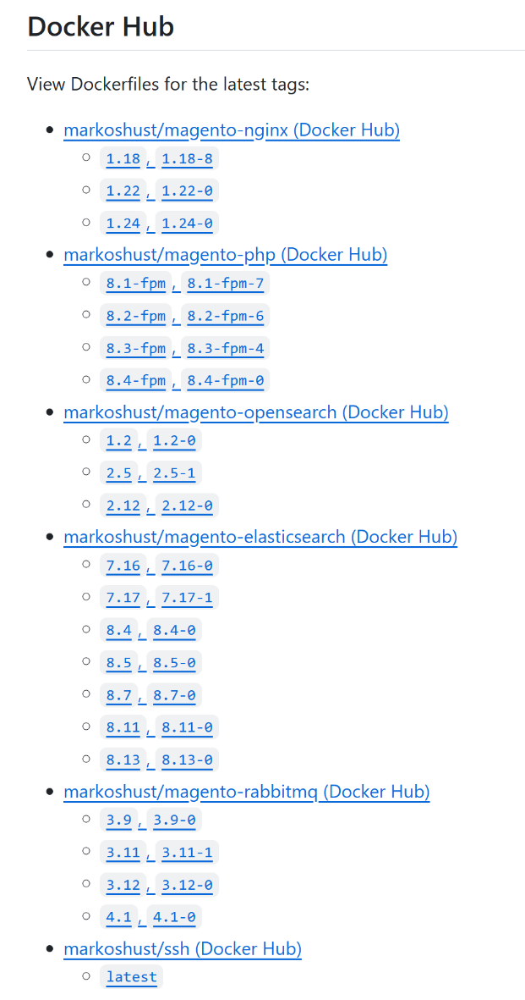 Docker Hub
View Dockerfiles for the latest tags:
markoshust/magento-nginx (Docker Hub)
1.18, 1.18-8
1.22, 1.22-0
1.24, 1.24-0
markoshust/magento-php (Docker Hub)
8.1-fpm, 8.1-fpm-7
8.2-fpm, 8.2-fpm-6
8.3-fpm, 8.3-fpm-4
8.4-fpm, 8.4-fpm-0
markoshust/magento-opensearch (Docker Hub)
1.2, 1.2-0
2.5, 2.5-1
2.12, 2.12-0
markoshust/magento-elasticsearch (Docker Hub)
7.16, 7.16-0
7.17, 7.17-1
8.4, 8.4-0
8.5, 8.5-0
8.7, 8.7-0
8.11, 8.11-0
8.13, 8.13-0
markoshust/magento-rabbitmq (Docker Hub)
3.9, 3.9-0
3.11, 3.11-1
3.12, 3.12-0
4.1, 4.1-0
markoshust/ssh (Docker Hub)
latest